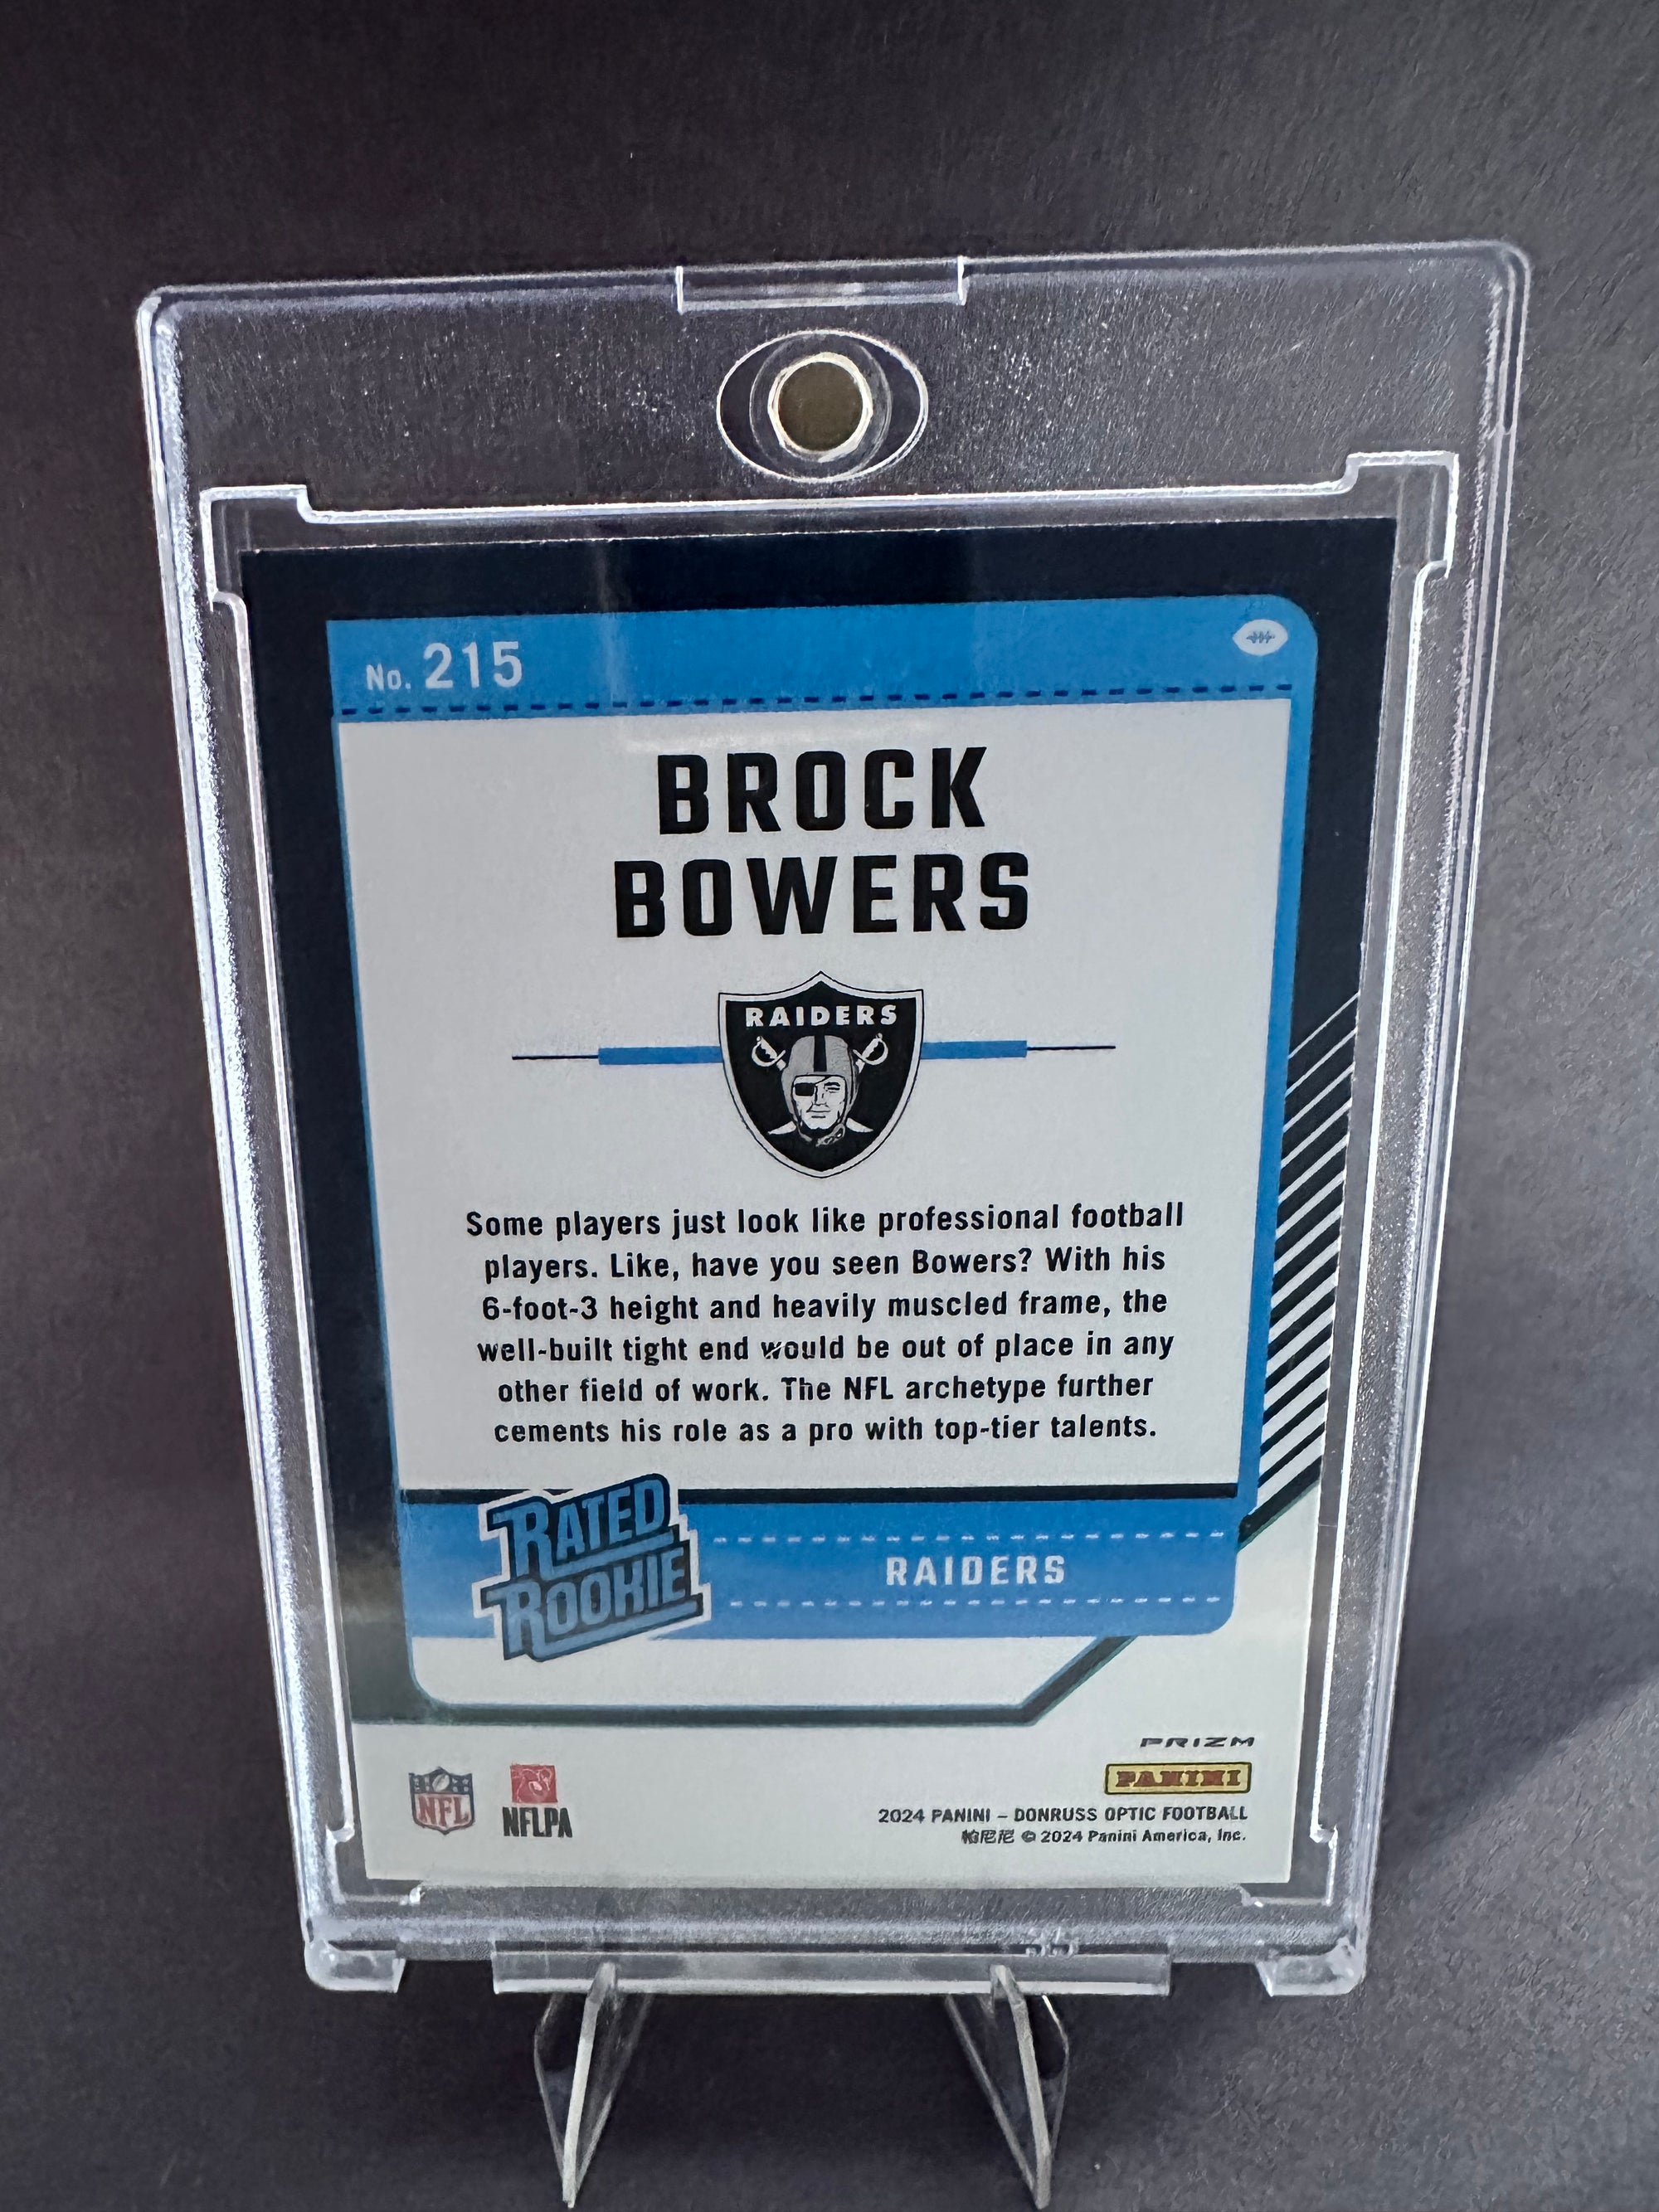 No. 215
BROCK
BOWERS
RAIDERS
Some players just look like professional football
players. Like, have you seen Bowers? With his
6-foot-3 height and heavily muscled frame, the
well-built tight end would be out of place in any
other field of work. The NFL archetype further
cements his role as a pro with top-tier talents.
RATED
ROOKIE
RAIDERS
PRIZM
PANINI
NFL
NFLPA
2024 PANINI – DONRUSS OPTIC FOOTBALL
帕尼尼 © 2024 Panini America, Inc.
35